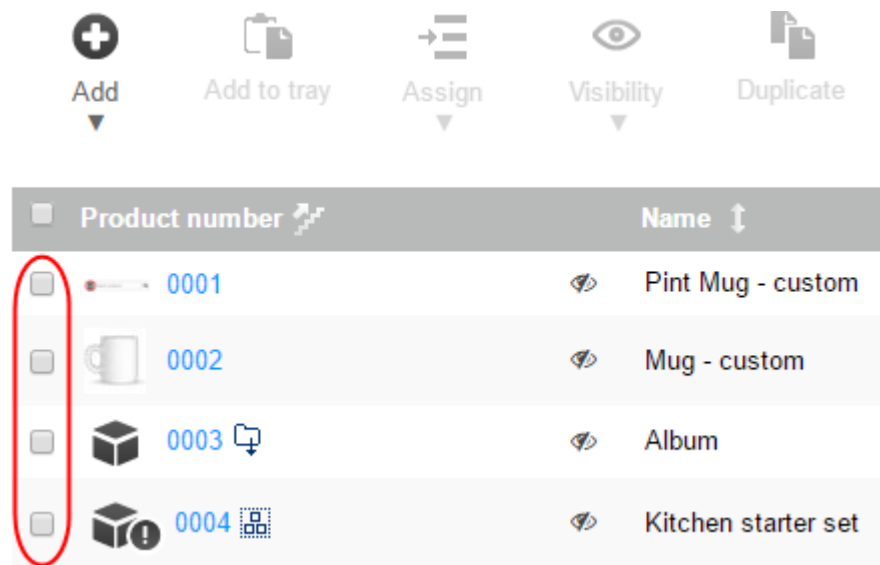 Add Add to tray Assign Visibility Duplicate
Product number Name
0001 Pint Mug - custom
0002 Mug - custom
0003 Album
0004 Kitchen starter set